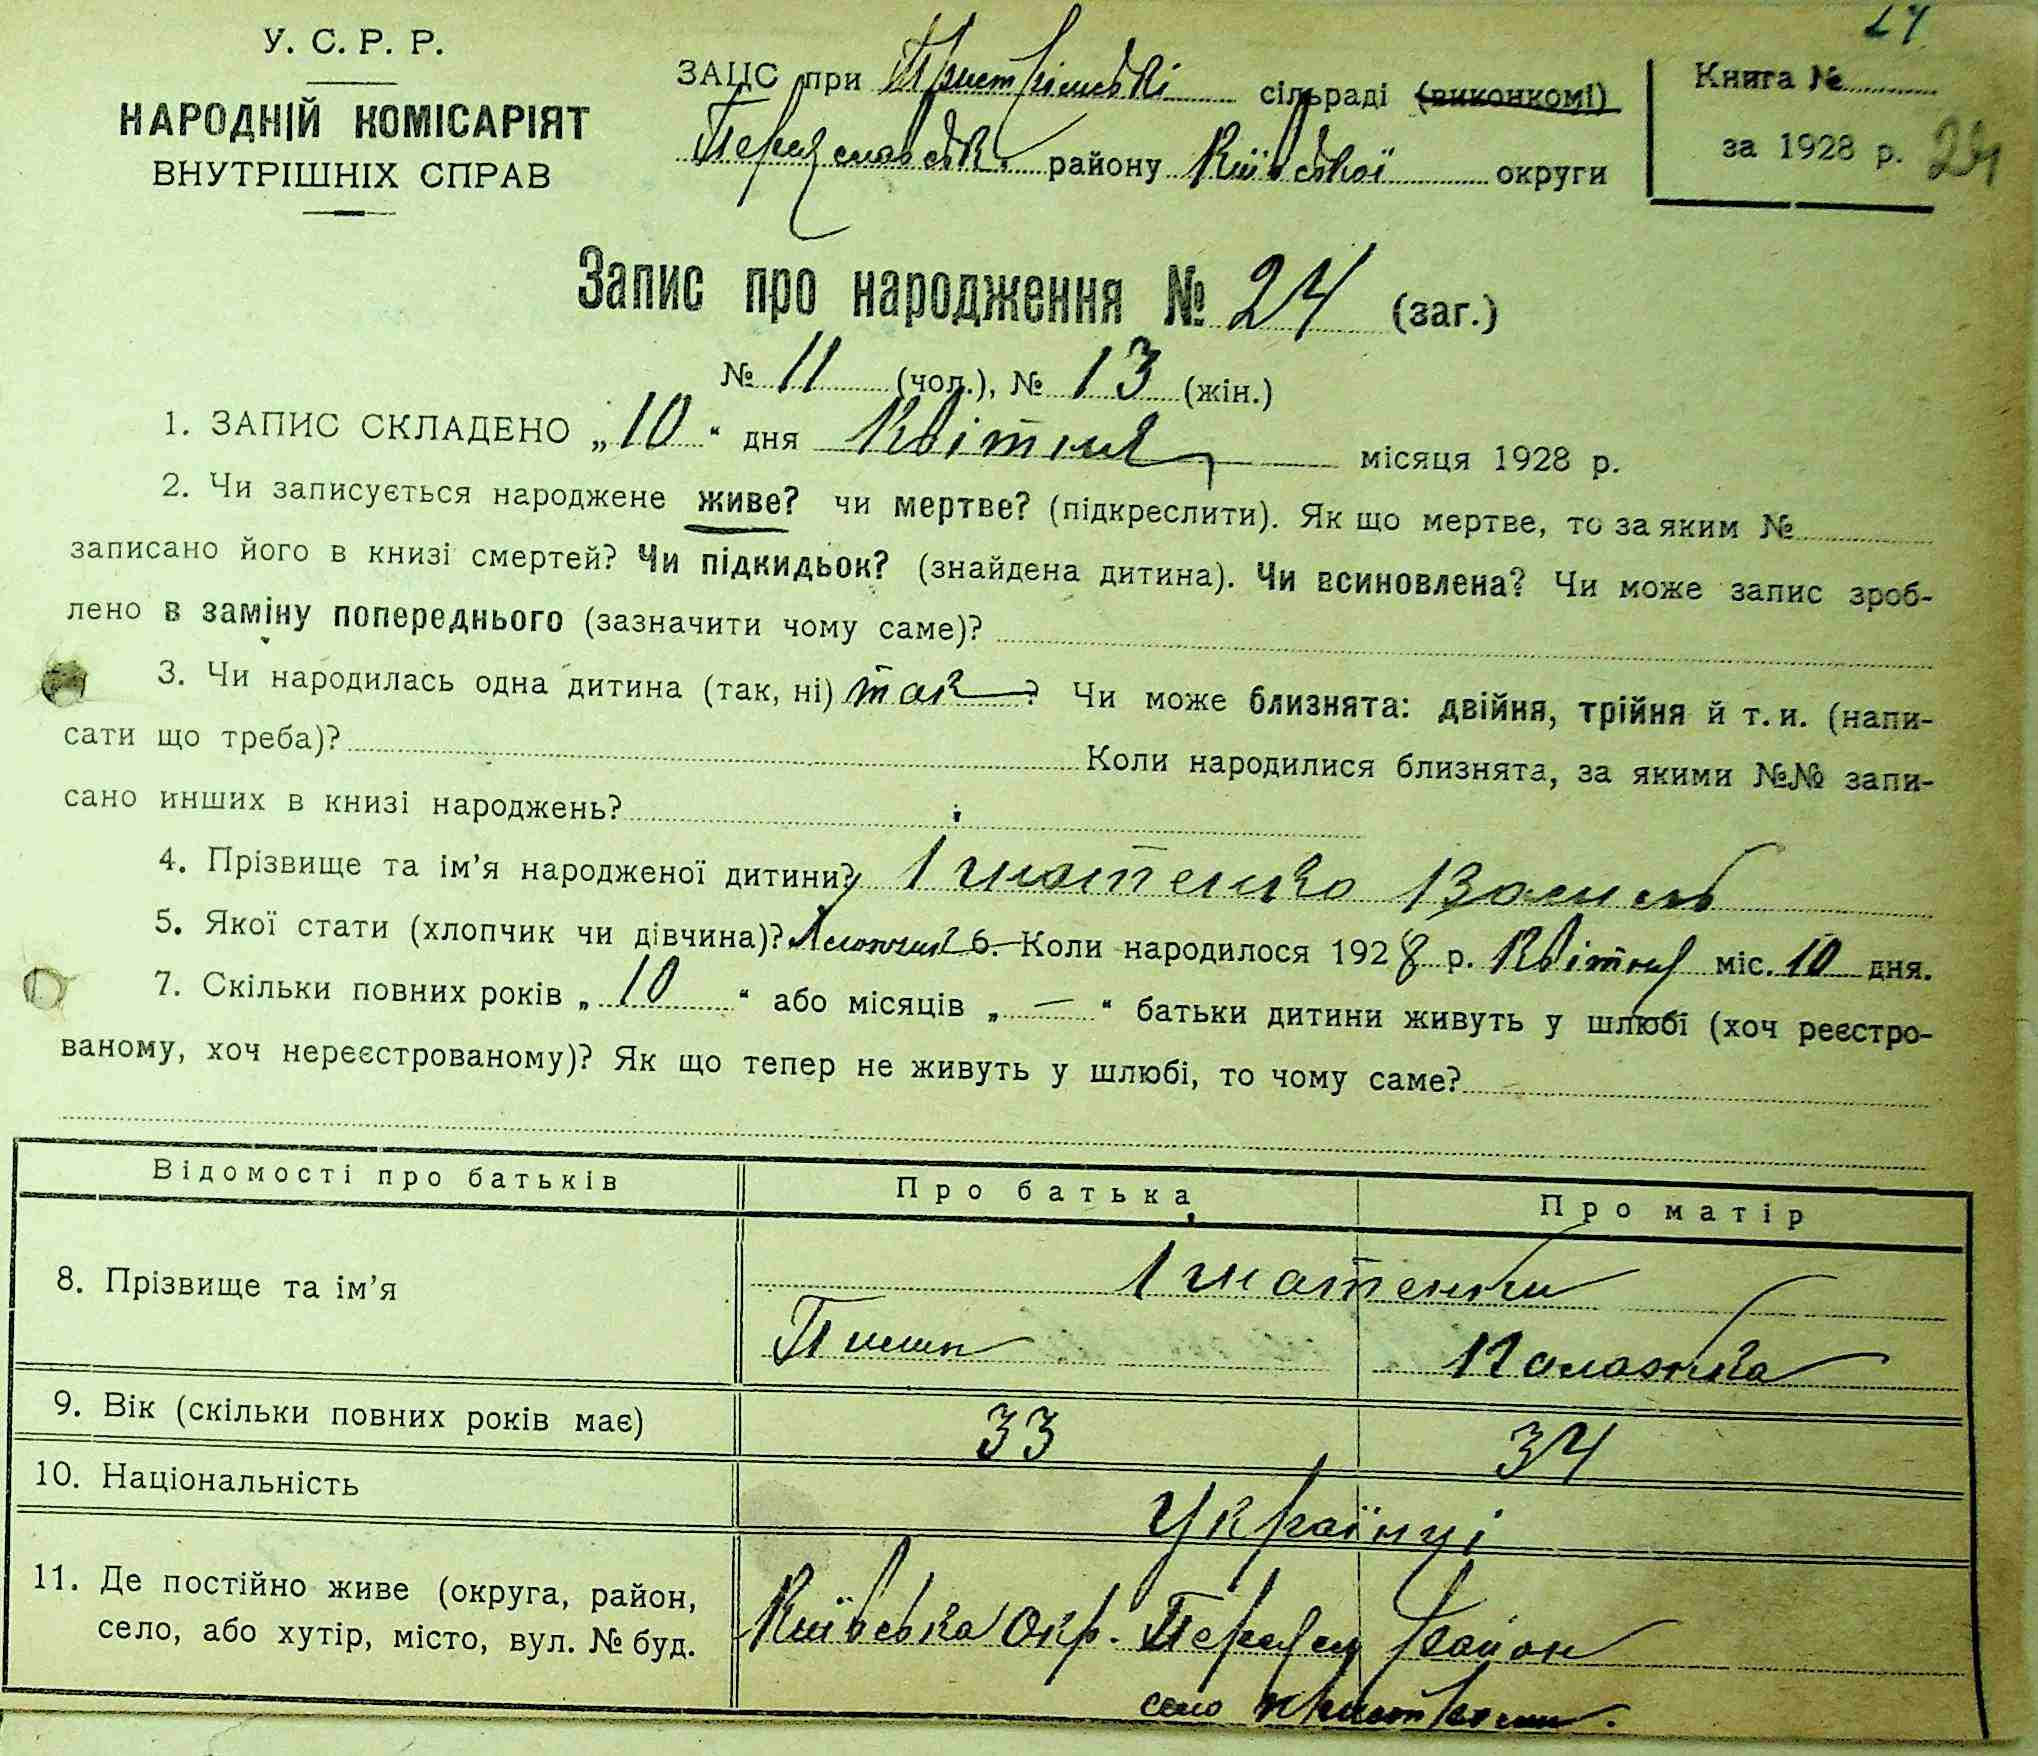 24
У. С. Р. Р.
НАРОДНІЙ КОМІСАРІЯТ
ВНУТРІШНІХ СПРАВ
ЗАЦС при Пристрімські сільраді (виконкомі)
Переяславськ. району Київської округи
Книга №
за 1928 р. 24
Запис про народження № 24 (заг.)
№ 11 (чол.), № 13 (жін.)
1. ЗАПИС СКЛАДЕНО „10“ дня Квітня місяця 1928 р.
2. Чи записується народжене живе? чи мертве? (підкреслити). Як що мертве, то за яким №
записано його в книзі смертей? Чи підкидьок? (знайдена дитина). Чи всиновлена? Чи може запис зроб-
лено в заміну попереднього (зазначити чому саме)?
3. Чи народилась одна дитина (так, ні) так ? Чи може близнята: двійня, трійня й т. и. (напи-
сати що треба)? Коли народилися близнята, за якими №№ запи-
сано инших в книзі народжень?
4. Прізвище та ім’я народженої дитини? Ігнатенко Василь
5. Якої стати (хлопчик чи дівчина)? Хлопчик 6. Коли народилося 1928 р. Квітня міс. 10 дня.
7. Скільки повних років „ 10 “ або місяців „ — “ батьки дитини живуть у шлюбі (хоч реєстро-
ваному, хоч нереєстрованому)? Як що тепер не живуть у шлюбі, то чому саме?
Відомості про батьків Про батька Про матір
8. Прізвище та ім’я Ігнатенки
Пилип Палажка
9. Вік (скільки повних років має) 33 34
10. Національність Українці
11. Де постійно живе (округа, район,
село, або хутір, місто, вул. № буд.
Київська окр. Переясл район
село